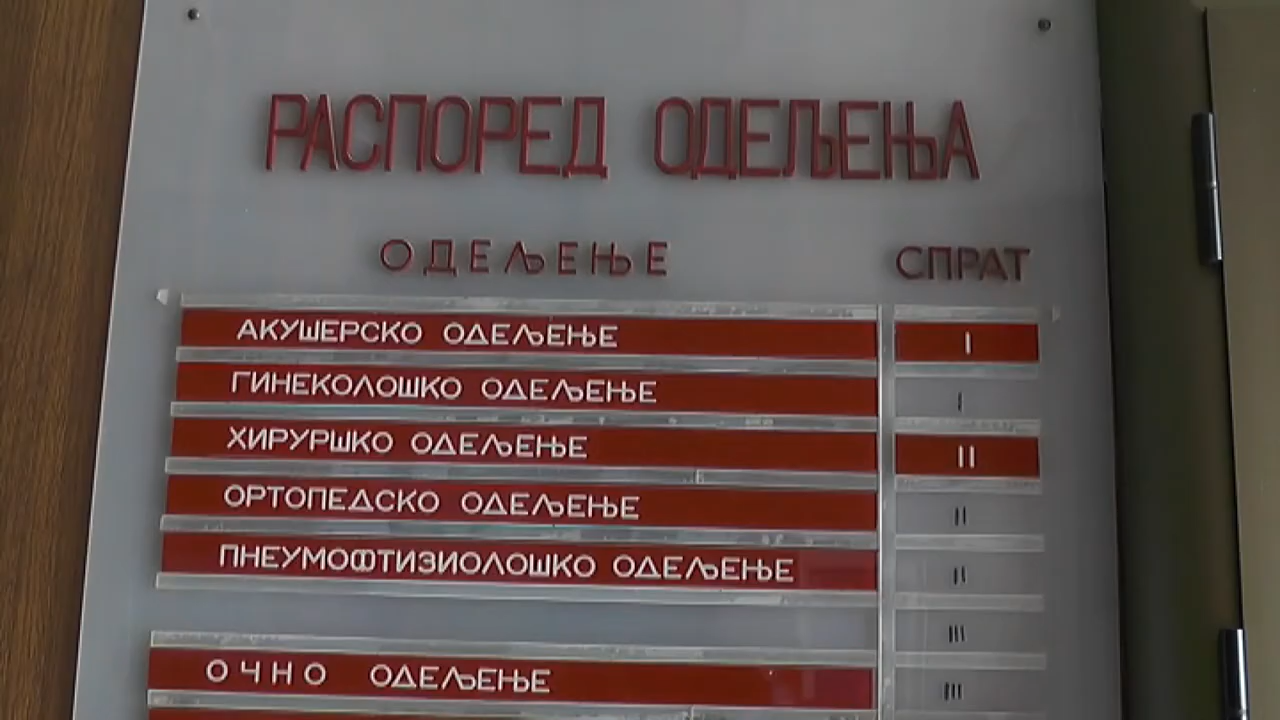 РАСПОРЕД ОДЕЉЕЊА
ОДЕЉЕЊЕ СПРАТ
АКУШЕРСКО ОДЕЉЕЊЕ I
ГИНЕКОЛОШКО ОДЕЉЕЊЕ I
ХИРУРШКО ОДЕЉЕЊЕ II
ОРТОПЕДСКО ОДЕЉЕЊЕ II
ПНЕУМОФТИЗИОЛОШКО ОДЕЉЕЊЕ II
III
ОЧНО ОДЕЉЕЊЕ III